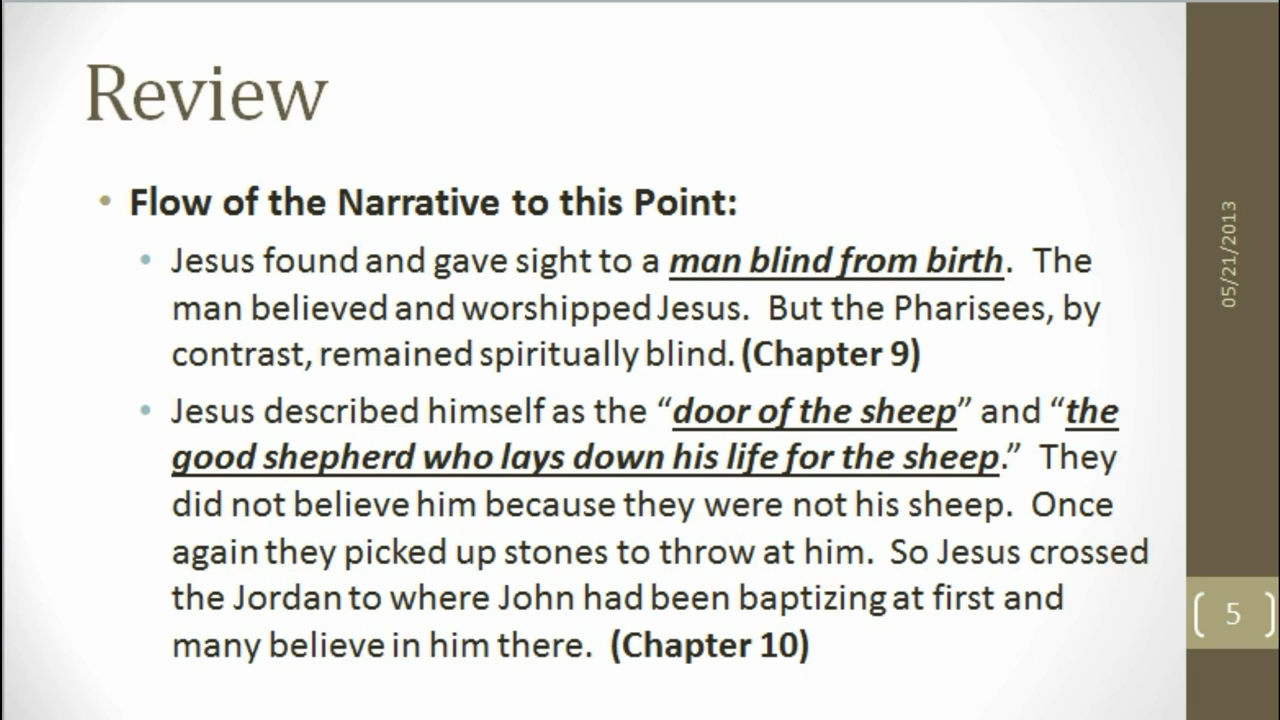 Review
• Flow of the Narrative to this Point:
• Jesus found and gave sight to a man blind from birth.  The
man believed and worshipped Jesus.  But the Pharisees, by
contrast, remained spiritually blind. (Chapter 9)
• Jesus described himself as the “door of the sheep” and “the
good shepherd who lays down his life for the sheep.”  They
did not believe him because they were not his sheep.  Once
again they picked up stones to throw at him.  So Jesus crossed
the Jordan to where John had been baptizing at first and
many believe in him there.  (Chapter 10)
05/21/2013
5